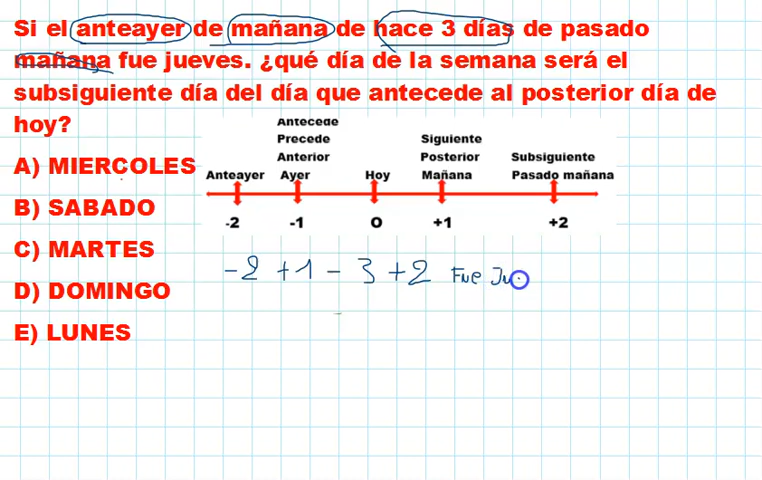 Si el anteayer de mañana de hace 3 días de pasado
mañana fue jueves. ¿qué día de la semana será el
subsiguiente día del día que antecede al posterior día de
hoy?
A) MIERCOLES
B) SABADO
C) MARTES
D) DOMINGO
E) LUNES
Antecede
Precede
Anterior
Anteayer Ayer Hoy
Siguiente
Posterior
Mañana
Subsiguiente
Pasado mañana
-2 -1 0 +1 +2
-2 +1 - 3 +2 Fue Ju